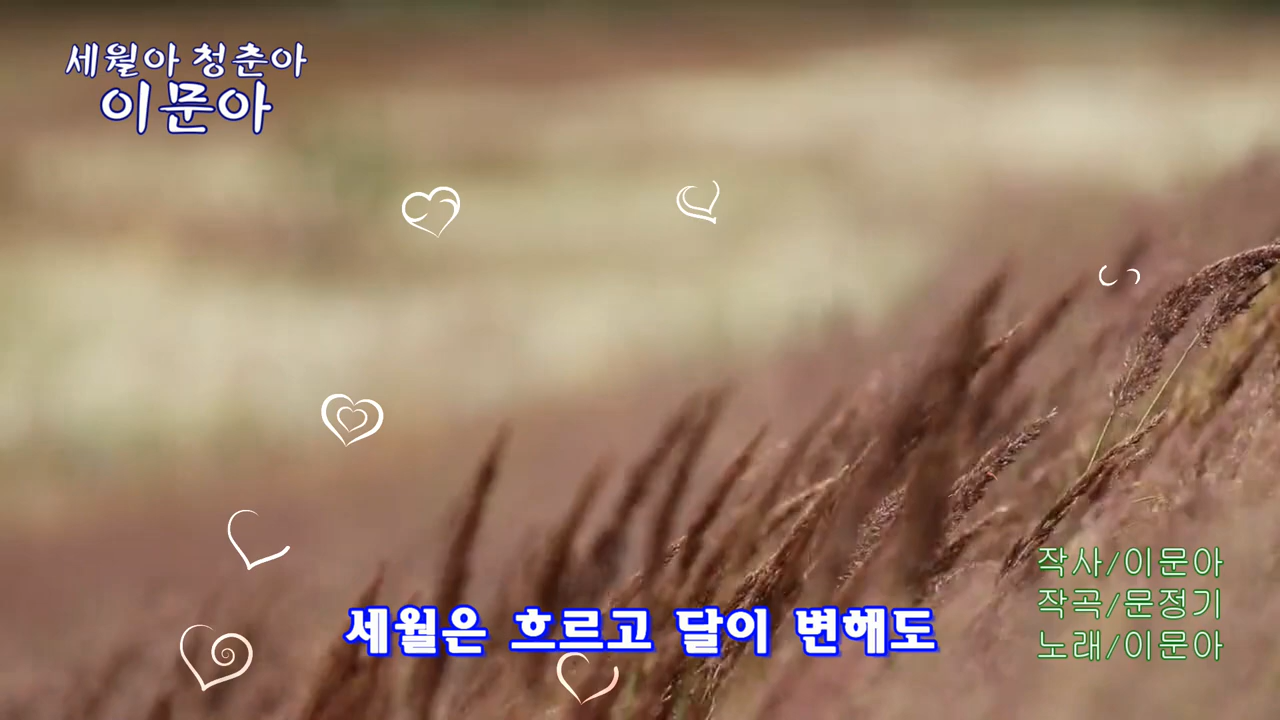 세월아 청춘아
이문아
작사/이문아
작곡/문정기
노래/이문아
세월은 흐르고 달이 변해도